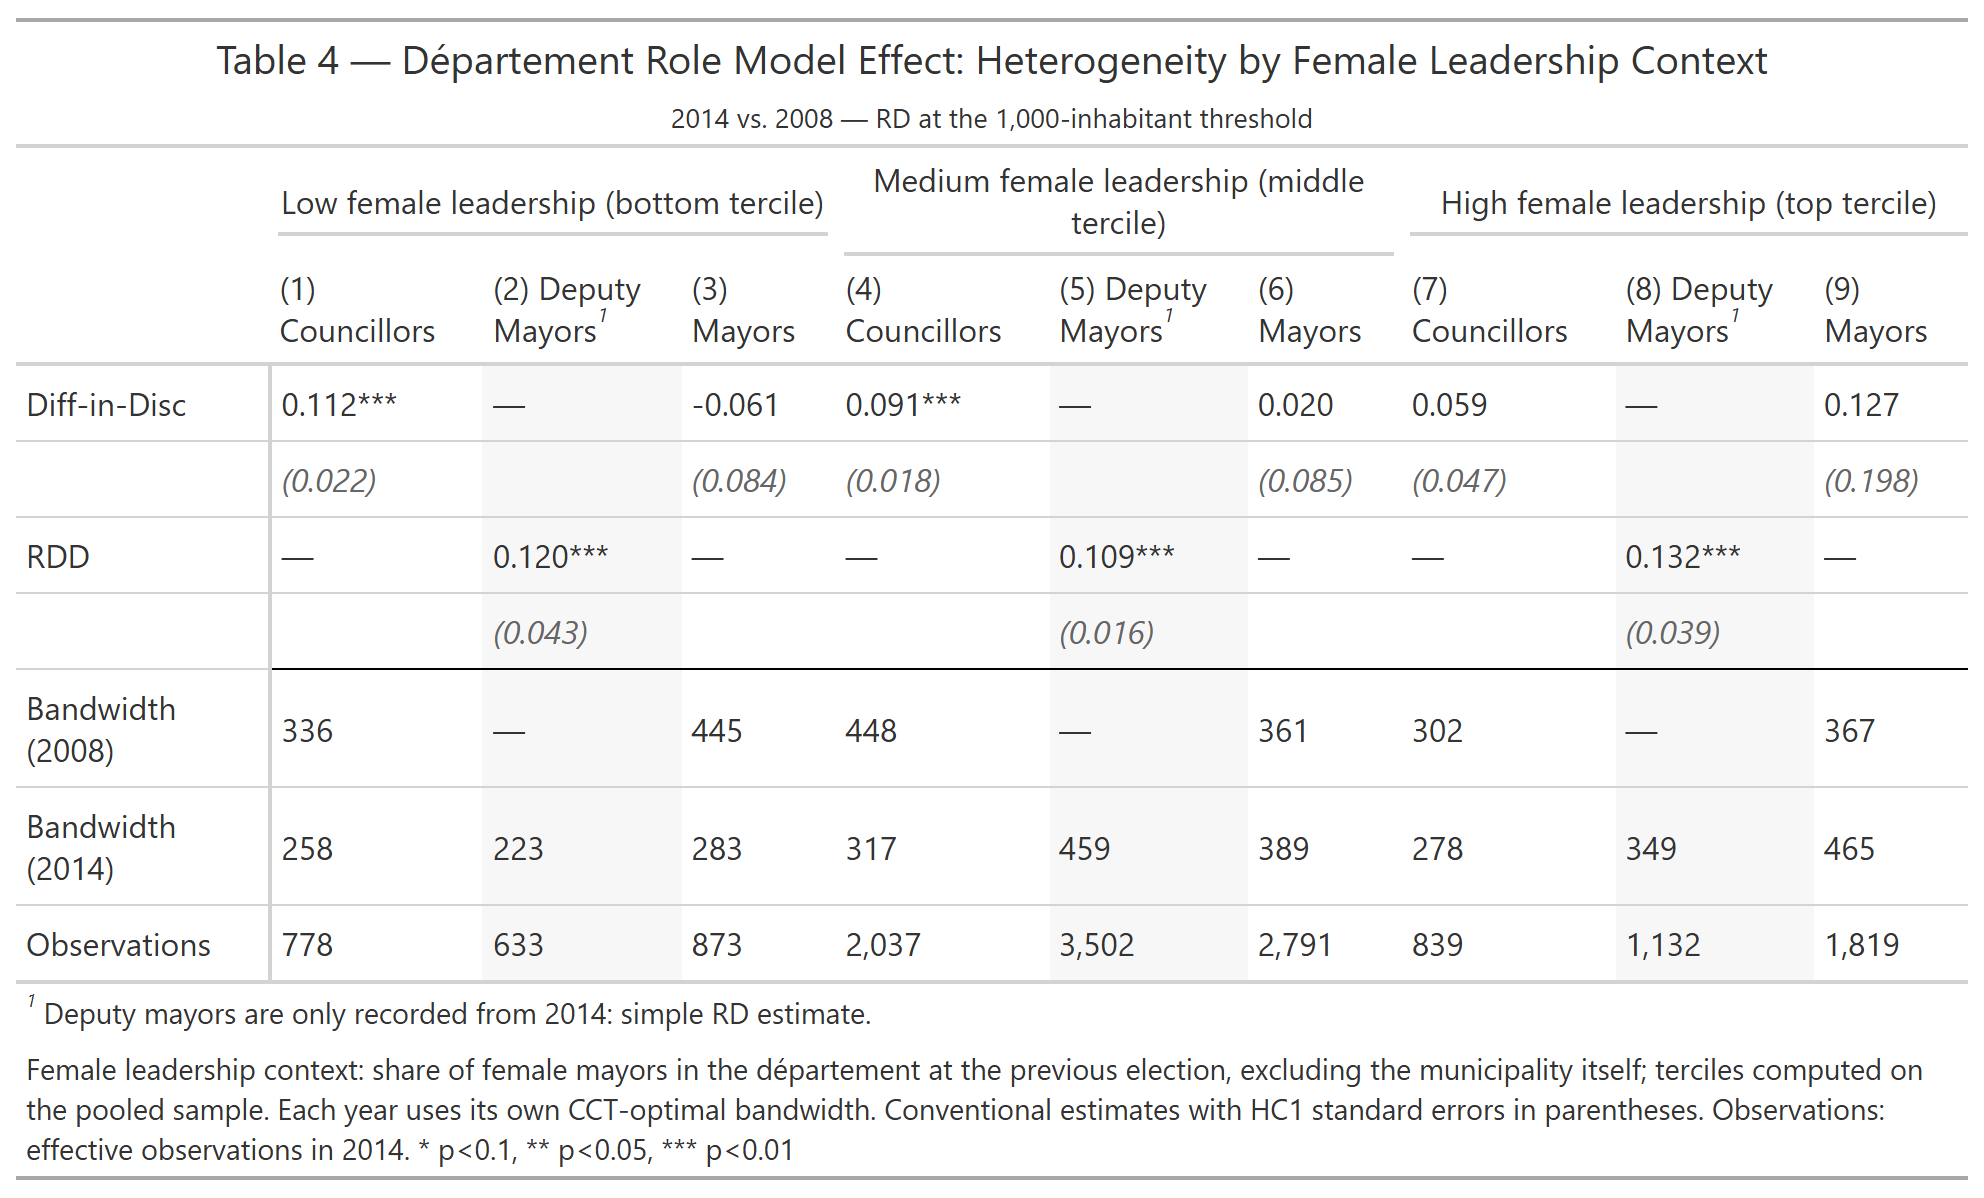 Table 4 — Département Role Model Effect: Heterogeneity by Female Leadership Context
2014 vs. 2008 — RD at the 1,000-inhabitant threshold
Low female leadership (bottom tercile) Medium female leadership (middle tercile) High female leadership (top tercile)
(1) Councillors (2) Deputy Mayors¹ (3) Mayors (4) Councillors (5) Deputy Mayors¹ (6) Mayors (7) Councillors (8) Deputy Mayors¹ (9) Mayors
Diff-in-Disc 0.112*** — -0.061 0.091*** — 0.020 0.059 — 0.127
(0.022) (0.084) (0.018) (0.085) (0.047) (0.198)
RDD — 0.120*** — — 0.109*** — — 0.132*** —
(0.043) (0.016) (0.039)
Bandwidth (2008) 336 — 445 448 — 361 302 — 367
Bandwidth (2014) 258 223 283 317 459 389 278 349 465
Observations 778 633 873 2,037 3,502 2,791 839 1,132 1,819
¹ Deputy mayors are only recorded from 2014: simple RD estimate.
Female leadership context: share of female mayors in the département at the previous election, excluding the municipality itself; terciles computed on
the pooled sample. Each year uses its own CCT-optimal bandwidth. Conventional estimates with HC1 standard errors in parentheses. Observations:
effective observations in 2014. * p<0.1, ** p<0.05, *** p<0.01